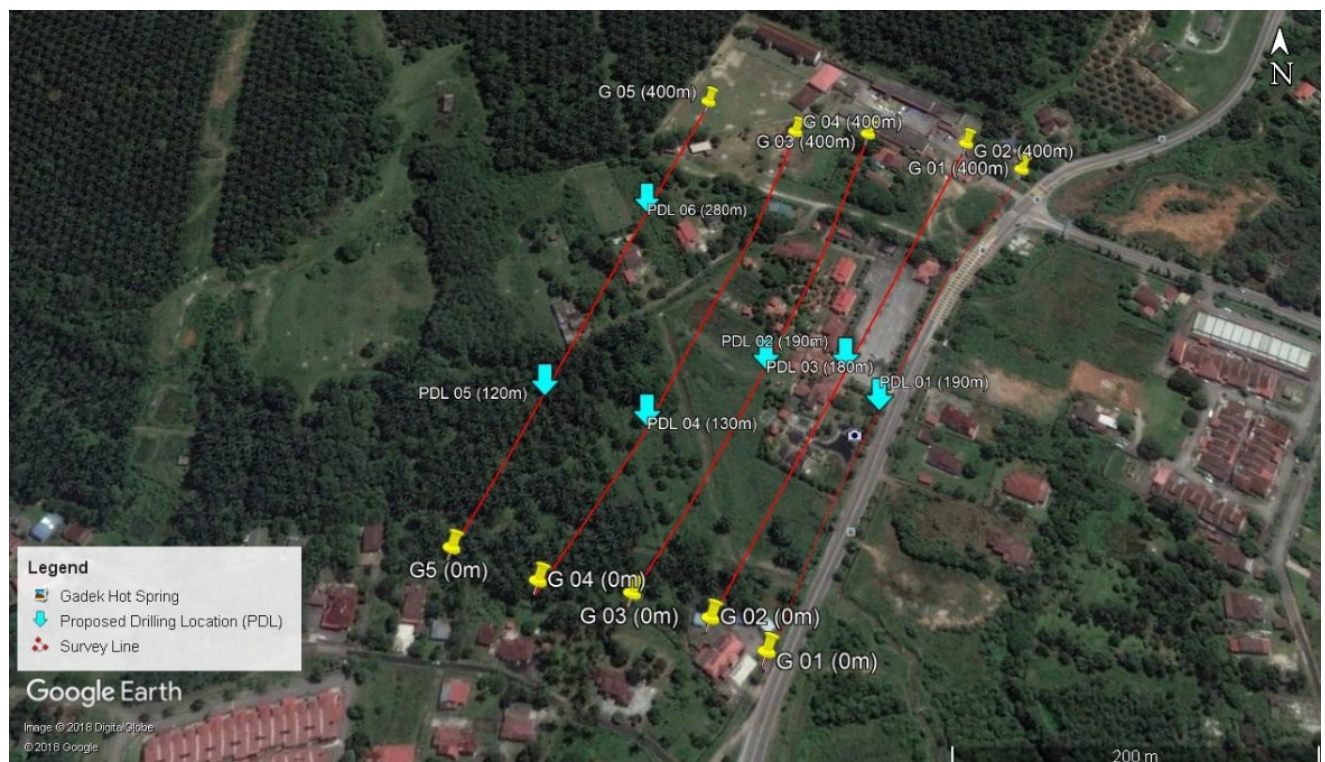 N
G 05 (400m)
G 04 (400m)
G 03 (400m)
G 02 (400m)
G 01 (400m)
PDL 06 (280m)
PDL 02 (190m)
PDL 03 (180m)
PDL 01 (190m)
PDL 05 (120m)
PDL 04 (130m)
G5 (0m)
G 04 (0m)
G 03 (0m)
G 02 (0m)
G 01 (0m)
Legend
Gadek Hot Spring
Proposed Drilling Location (PDL)
Survey Line
Google Earth
Image © 2018 DigitalGlobe
© 2018 Google
200 m